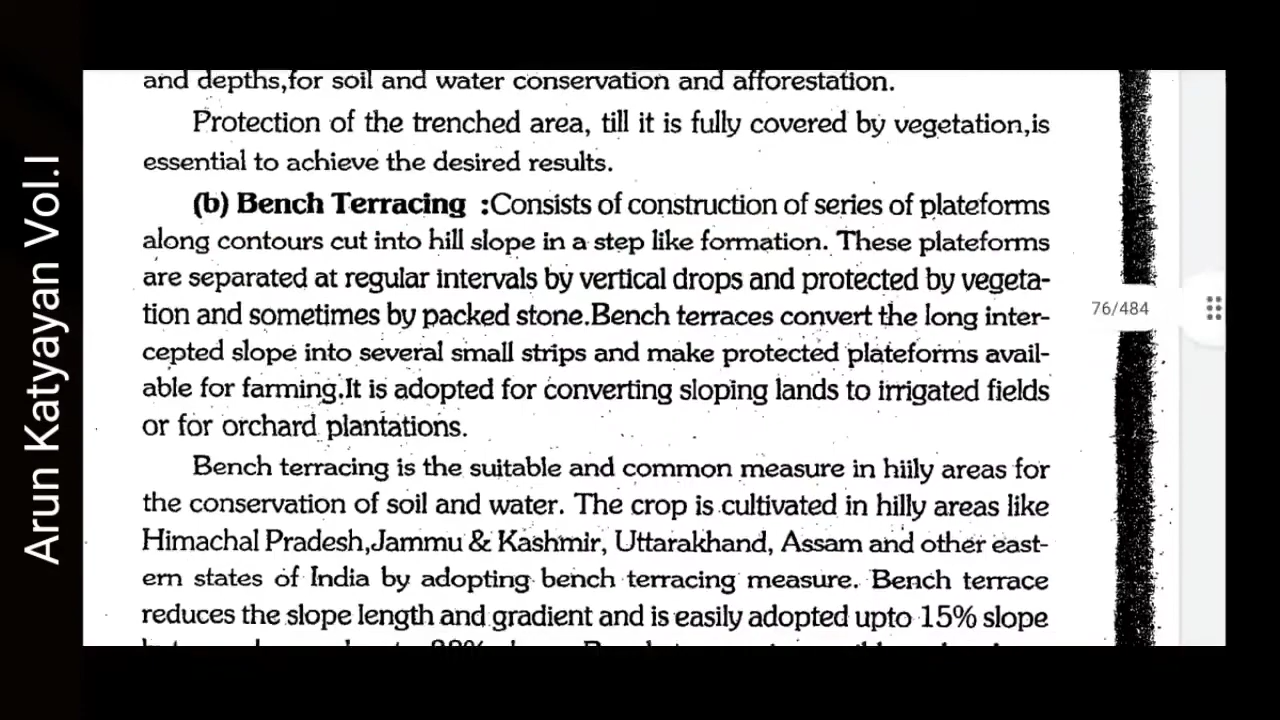 and depths,for soil and water conservation and afforestation.
Protection of the trenched area, till it is fully covered by vegetation,is
essential to achieve the desired results.
(b) Bench Terracing :Consists of construction of series of plateforms
along contours cut into hill slope in a step like formation. These plateforms
are separated at regular intervals by vertical drops and protected by vegeta-
tion and sometimes by packed stone.Bench terraces convert the long inter-
cepted slope into several small strips and make protected plateforms avail-
able for farming.It is adopted for converting sloping lands to irrigated fields
or for orchard plantations.
Bench terracing is the suitable and common measure in hiily areas for
the conservation of soil and water. The crop is cultivated in hilly areas like
Himachal Pradesh,Jammu & Kashmir, Uttarakhand, Assam and other east-
ern states of India by adopting bench terracing measure. Bench terrace
reduces the slope length and gradient and is easily adopted upto 15% slope
76/484
Arun Katyayan Vol.I